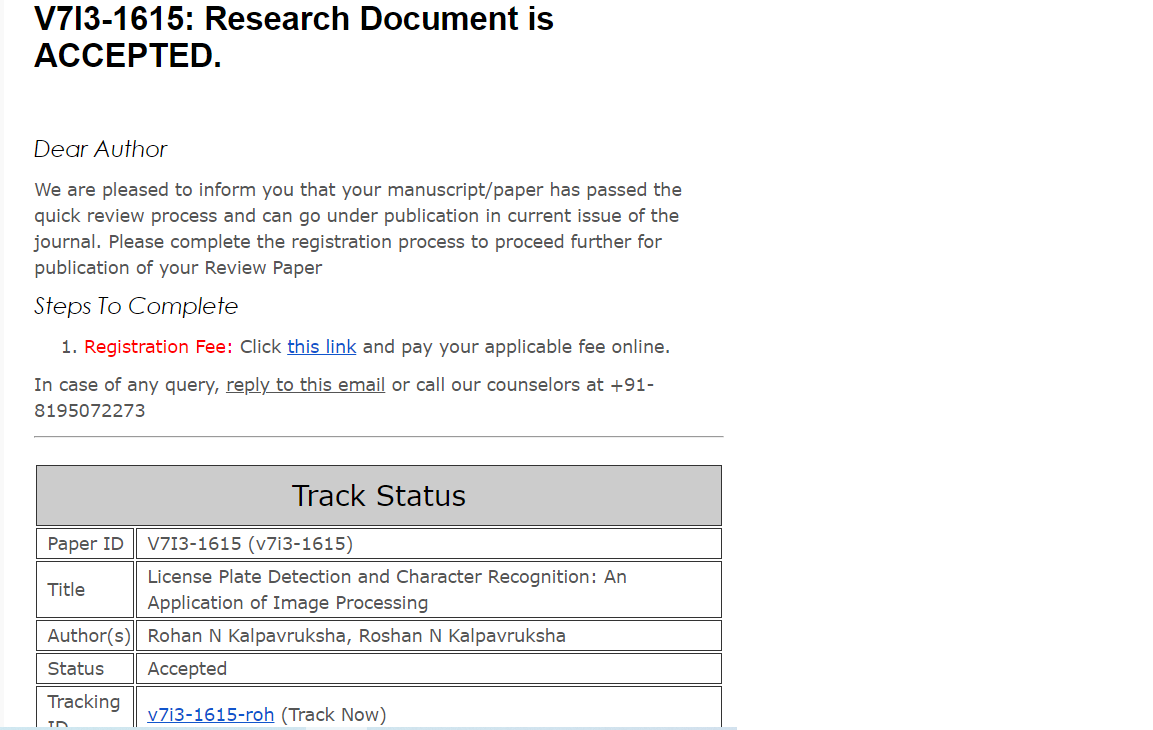 V7I3-1615: Research Document is
ACCEPTED.
Dear Author
We are pleased to inform you that your manuscript/paper has passed the
quick review process and can go under publication in current issue of the
journal. Please complete the registration process to proceed further for
publication of your Review Paper
Steps To Complete
1. Registration Fee: Click this link and pay your applicable fee online.
In case of any query, reply to this email or call our counselors at +91-
8195072273
Track Status
Paper ID V7I3-1615 (v7i3-1615)
Title License Plate Detection and Character Recognition: An
Application of Image Processing
Author(s) Rohan N Kalpavruksha, Roshan N Kalpavruksha
Status Accepted
Tracking
ID v7i3-1615-roh (Track Now)